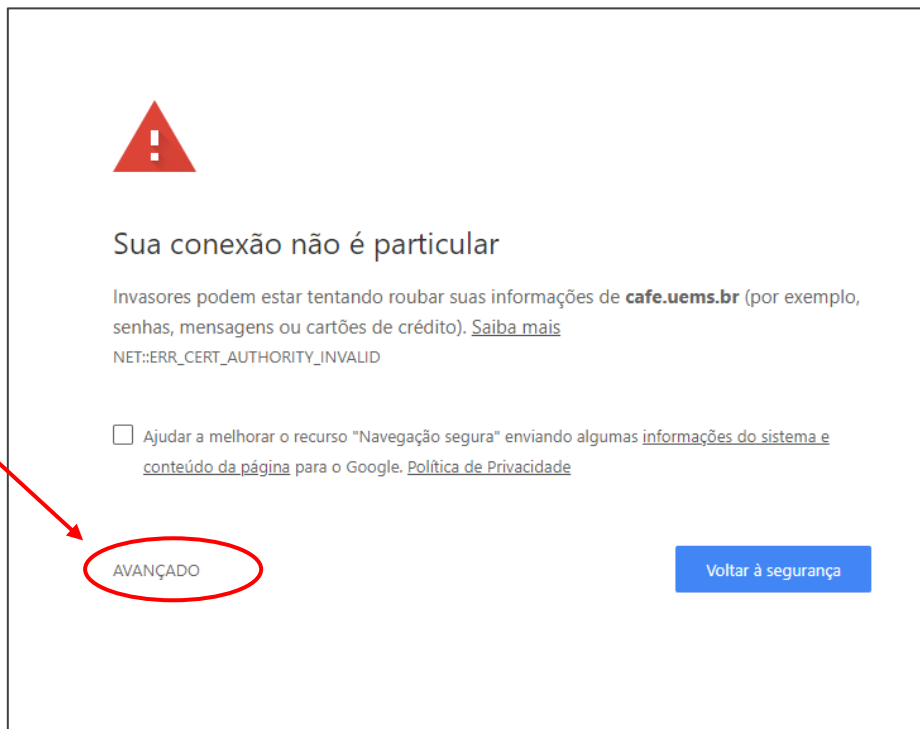 Sua conexão não é particular
Invasores podem estar tentando roubar suas informações de cafe.uems.br (por exemplo,
senhas, mensagens ou cartões de crédito). Saiba mais
NET::ERR_CERT_AUTHORITY_INVALID
Ajudar a melhorar o recurso "Navegação segura" enviando algumas informações do sistema e
conteúdo da página para o Google. Política de Privacidade
AVANÇADO
Voltar à segurança